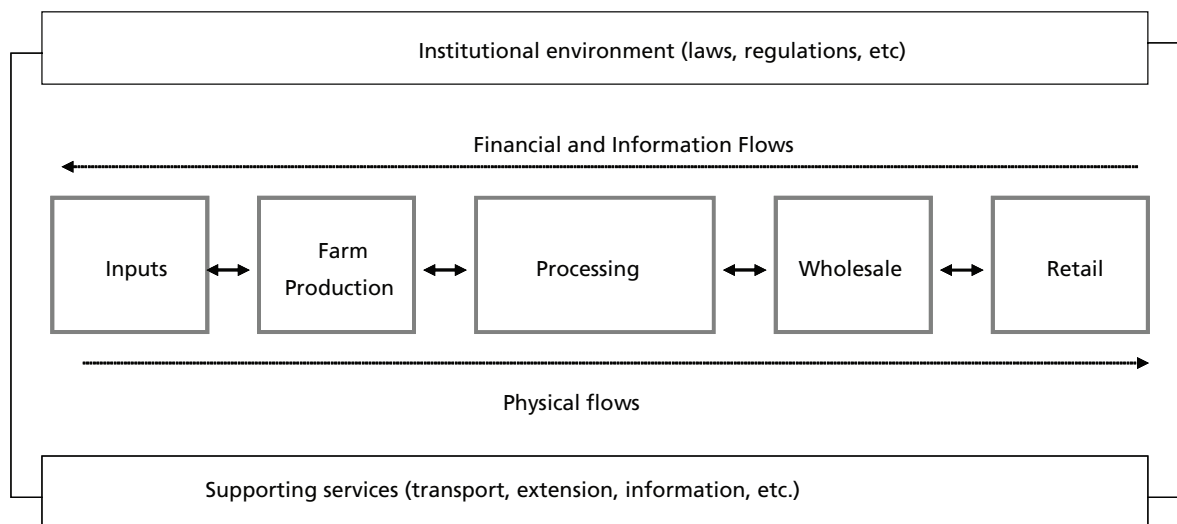 Institutional environment (laws, regulations, etc)
Financial and Information Flows
Inputs
Farm
Production
Processing
Wholesale
Retail
Physical flows
Supporting services (transport, extension, information, etc.)